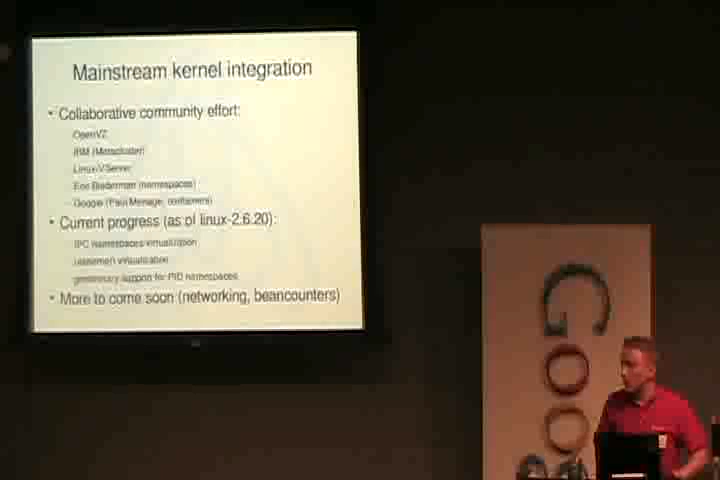 Mainstream kernel integration
• Collaborative community effort:
OpenVZ
IBM (Metacluster)
Linux-VServer
Eric Biederman (namespaces)
Google (Paul Menage, containers)
• Current progress (as of linux-2.6.20):
IPC namespaces virtualization
utsname() virtualization
preliminary support for PID namespaces
• More to come soon (networking, beancounters)
Goog